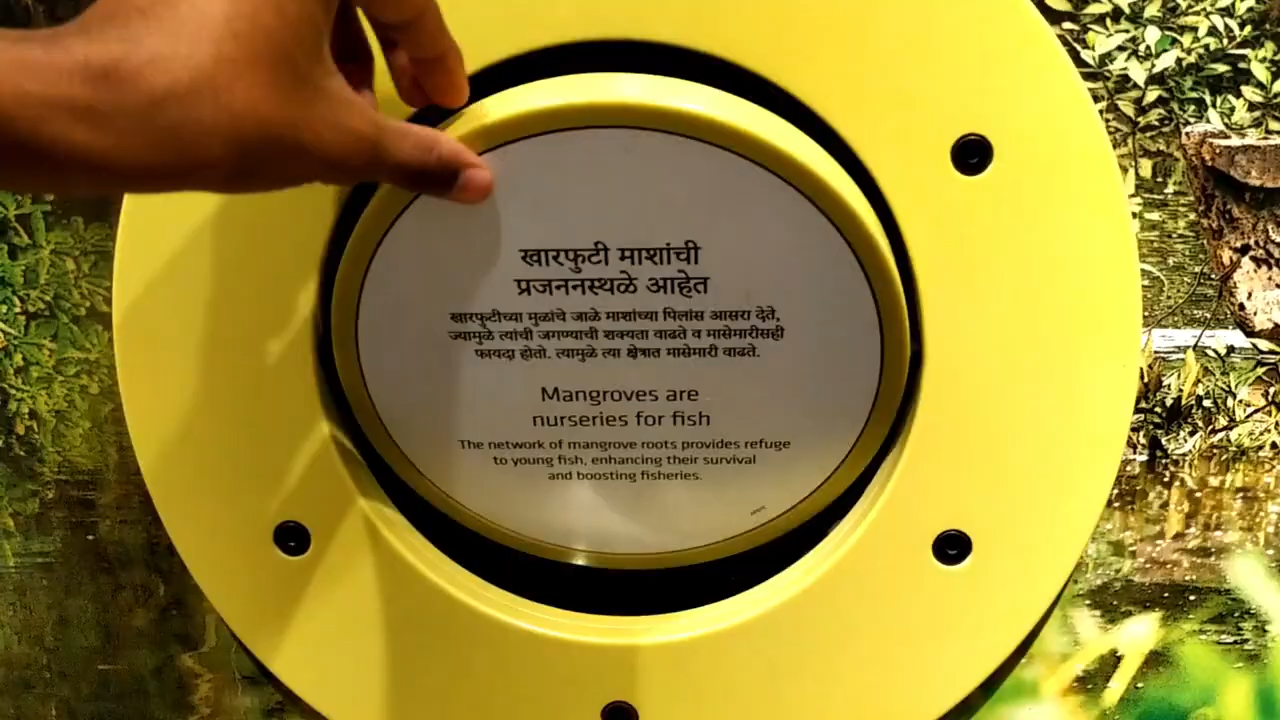 खारफुटी माशांची
प्रजननस्थळे आहेत
खारफुटीच्या मुळांचे जाळे माशांच्या पिलांस आसरा देते,
ज्यामुळे त्यांची जगण्याची शक्यता वाढते व मासेमारीसही
फायदा होतो. त्यामुळे त्या क्षेत्रात मासेमारी वाढते.
Mangroves are
nurseries for fish
The network of mangrove roots provides refuge
to young fish, enhancing their survival
and boosting fisheries.